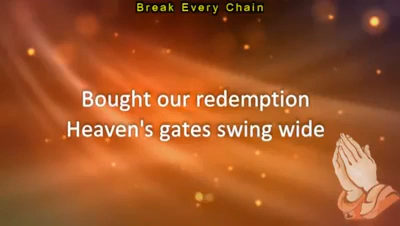 Break Every Chain
Bought our redemption
Heaven's gates swing wide